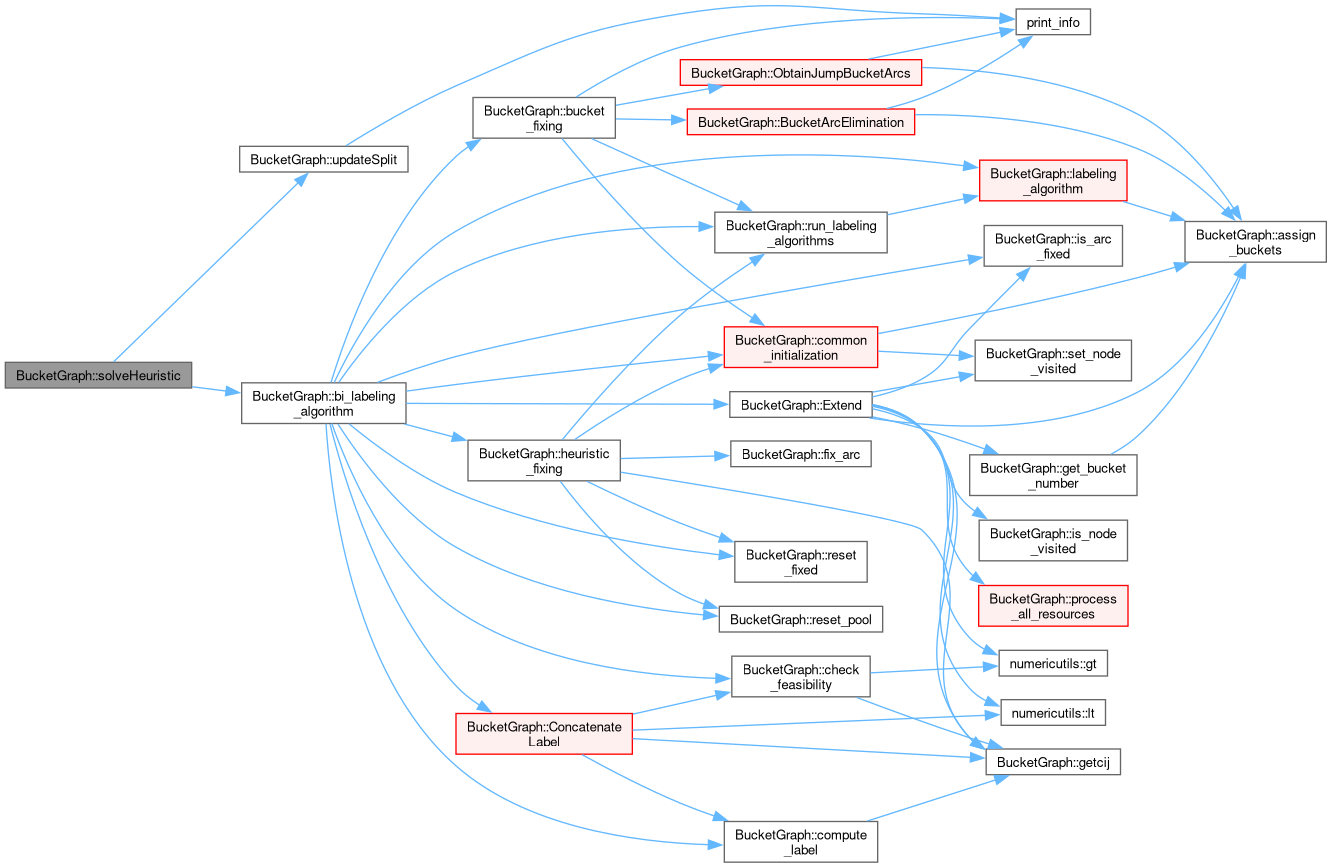 BucketGraph::solveHeuristic
BucketGraph::updateSplit
BucketGraph::bi_labeling
_algorithm
BucketGraph::bucket
_fixing
BucketGraph::heuristic
_fixing
BucketGraph::Concatenate
Label
print_info
BucketGraph::ObtainJumpBucketArcs
BucketGraph::BucketArcElimination
BucketGraph::run_labeling
_algorithms
BucketGraph::common
_initialization
BucketGraph::Extend
BucketGraph::fix_arc
BucketGraph::reset
_fixed
BucketGraph::reset_pool
BucketGraph::check
_feasibility
BucketGraph::compute
_label
BucketGraph::labeling
_algorithm
BucketGraph::is_arc
_fixed
BucketGraph::set_node
_visited
BucketGraph::get_bucket
_number
BucketGraph::is_node
_visited
BucketGraph::process
_all_resources
numericutils::gt
numericutils::lt
BucketGraph::getcij
BucketGraph::assign
_buckets